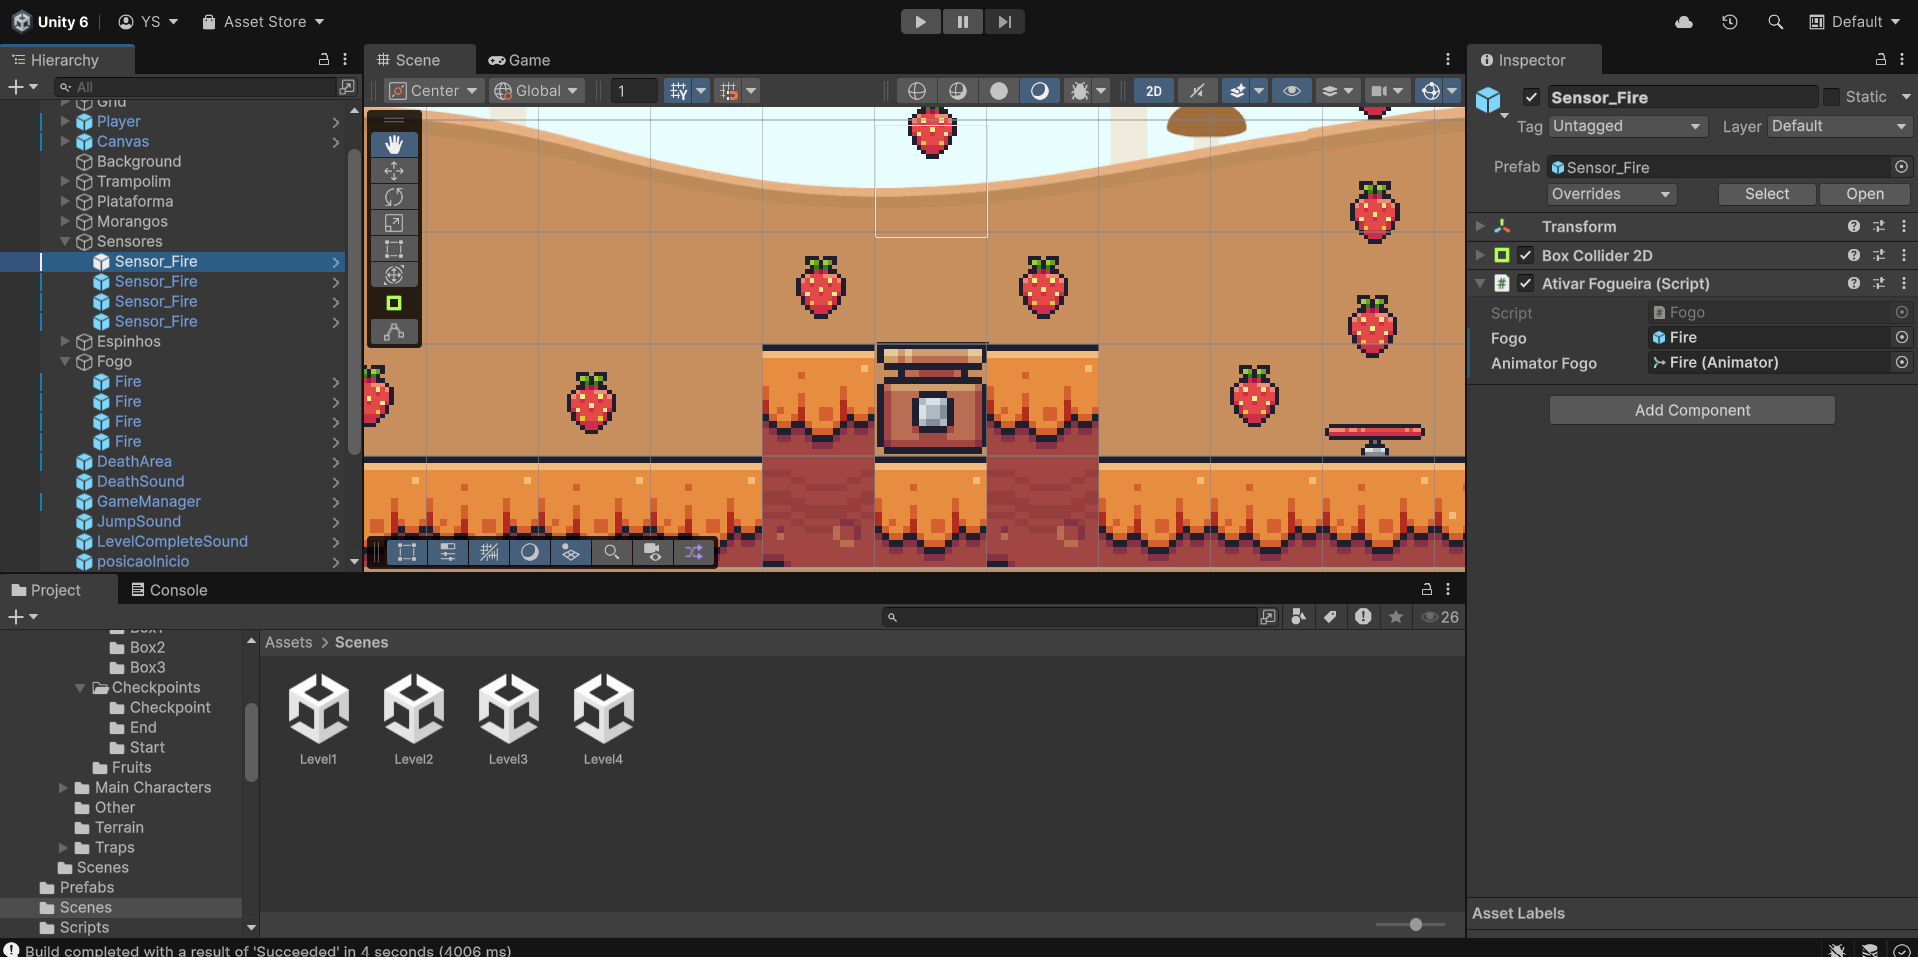 Unity 6
YS
Asset Store
Default
Hierarchy
All
Grid
Player
Canvas
Background
Trampolim
Plataforma
Morangos
Sensores
Sensor_Fire
Sensor_Fire
Sensor_Fire
Sensor_Fire
Espinhos
Fogo
Fire
Fire
Fire
Fire
DeathArea
DeathSound
GameManager
JumpSound
LevelCompleteSound
posicaoInicio
Scene
Game
Center
Global
1
2D
Inspector
Sensor_Fire
Static
Tag
Untagged
Layer
Default
Prefab
Sensor_Fire
Overrides
Select
Open
Transform
Box Collider 2D
Ativar Fogueira (Script)
Script
Fogo
Fogo
Fire
Animator Fogo
Fire (Animator)
Add Component
Asset Labels
Project
Console
26
Box1
Box2
Box3
Checkpoints
Checkpoint
End
Start
Fruits
Main Characters
Other
Terrain
Traps
Scenes
Prefabs
Scenes
Scripts
Assets > Scenes
Level1
Level2
Level3
Level4
Build completed with a result of 'Succeeded' in 4 seconds (4006 ms)